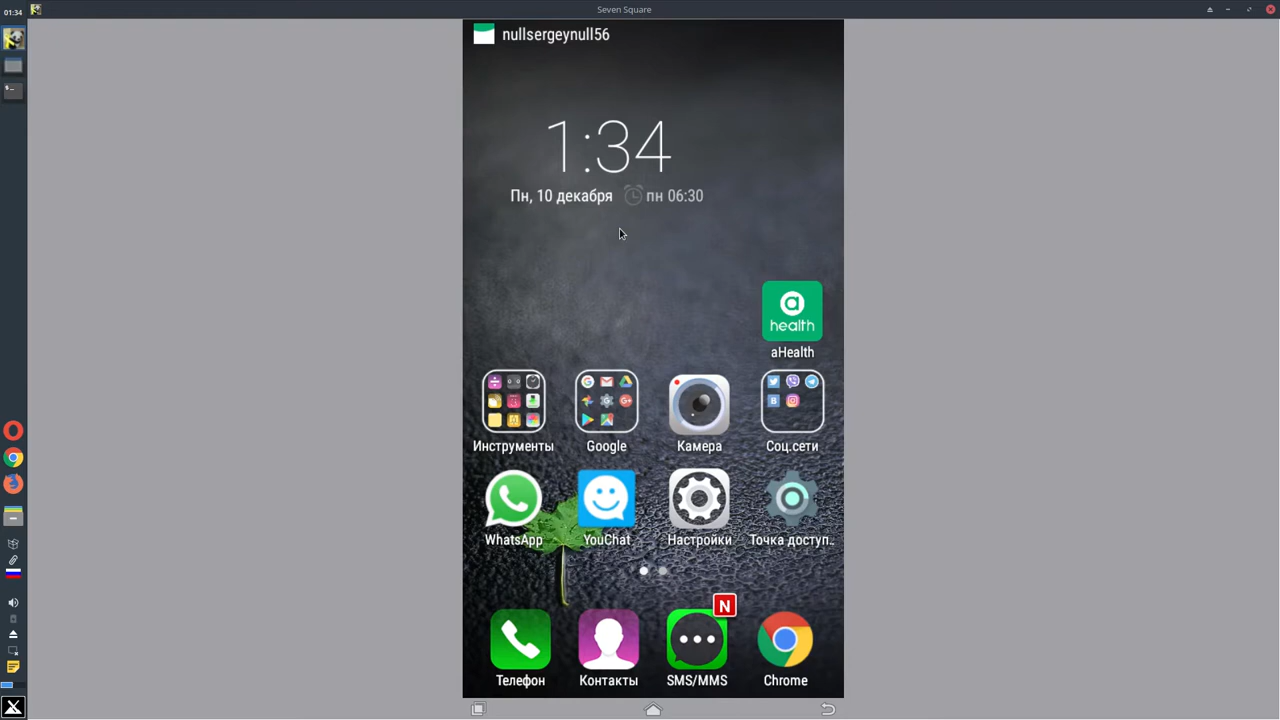 01:34
Seven Square
nullsergeynull56
1:34
Пн, 10 декабря пн 06:30
a
health
aHealth
Инструменты Google Камера Соц.сети
WhatsApp YouChat Настройки Точка доступ..
N
Телефон Контакты SMS/MMS Chrome